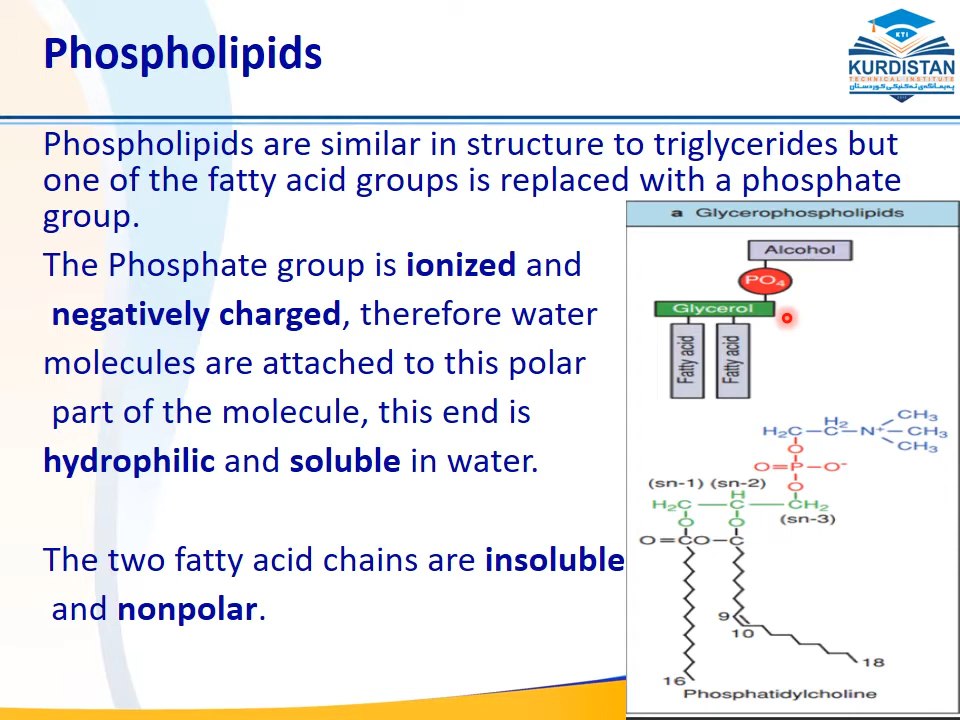 Phospholipids
KTI
KURDISTAN
TECHNICAL INSTITUTE
پەیمانگەی تەکنیکی کوردستان
Phospholipids are similar in structure to triglycerides but
one of the fatty acid groups is replaced with a phosphate
group.
The Phosphate group is ionized and
negatively charged, therefore water
molecules are attached to this polar
part of the molecule, this end is
hydrophilic and soluble in water.
The two fatty acid chains are insoluble
and nonpolar.
a Glycerophospholipids
Alcohol
PO₄
Glycerol
Fatty acid
Fatty acid
H₂C — C — N⁺
H₂
CH₃
CH₃
CH₃
O
O=P—O⁻
O
(sn-1) (sn-2)
H
H₂C — C — CH₂
(sn-3)
O O
O=C O=C
9
10
18
16
Phosphatidylcholine